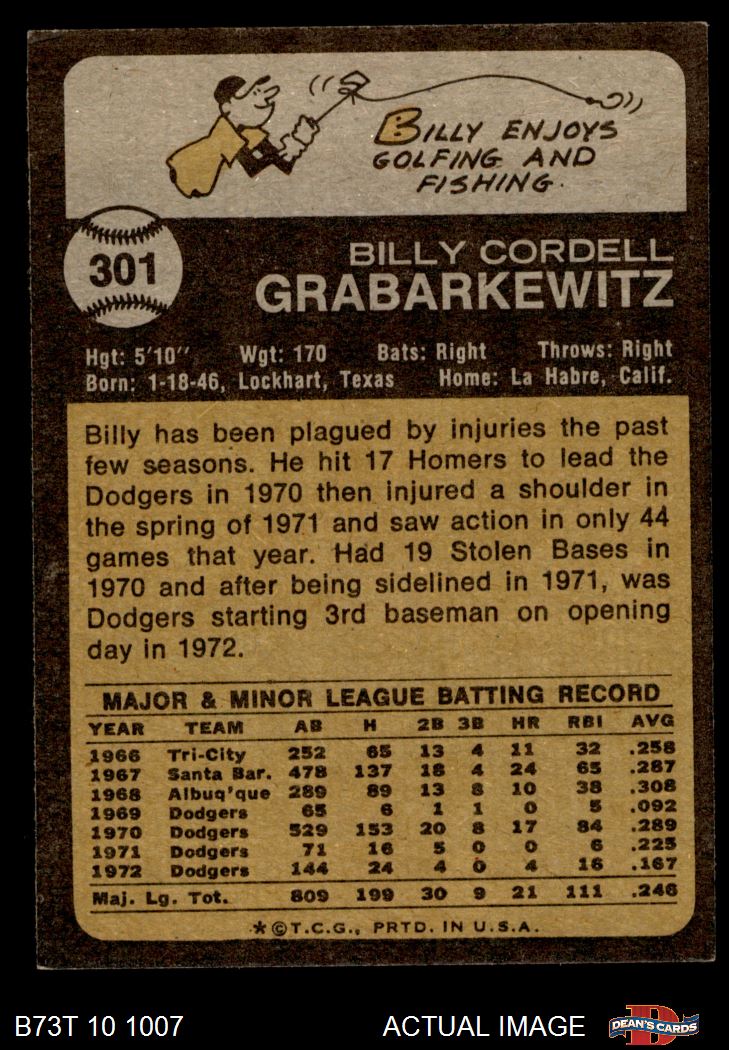 BILLY ENJOYS
GOLFING AND
FISHING.
301
BILLY CORDELL
GRABARKEWITZ
Hgt: 5'10'' Wgt: 170 Bats: Right Throws: Right
Born: 1-18-46, Lockhart, Texas Home: La Habre, Calif.
Billy has been plagued by injuries the past
few seasons. He hit 17 Homers to lead the
Dodgers in 1970 then injured a shoulder in
the spring of 1971 and saw action in only 44
games that year. Had 19 Stolen Bases in
1970 and after being sidelined in 1971, was
Dodgers starting 3rd baseman on opening
day in 1972.
MAJOR & MINOR LEAGUE BATTING RECORD
YEAR TEAM AB H 2B 3B HR RBI AVG
1966 Tri-City 252 65 13 4 11 32 .258
1967 Santa Bar. 478 137 18 4 24 65 .287
1968 Albuq'que 289 89 13 8 10 38 .308
1969 Dodgers 65 6 1 1 0 5 .092
1970 Dodgers 529 153 20 8 17 84 .289
1971 Dodgers 71 16 5 0 0 6 .225
1972 Dodgers 144 24 4 0 4 16 .167
Maj. Lg. Tot. 809 199 30 9 21 111 .246
*©T.C.G., PRTD. IN U.S.A.
B73T 10 1007 ACTUAL IMAGE DEAN'S CARDS